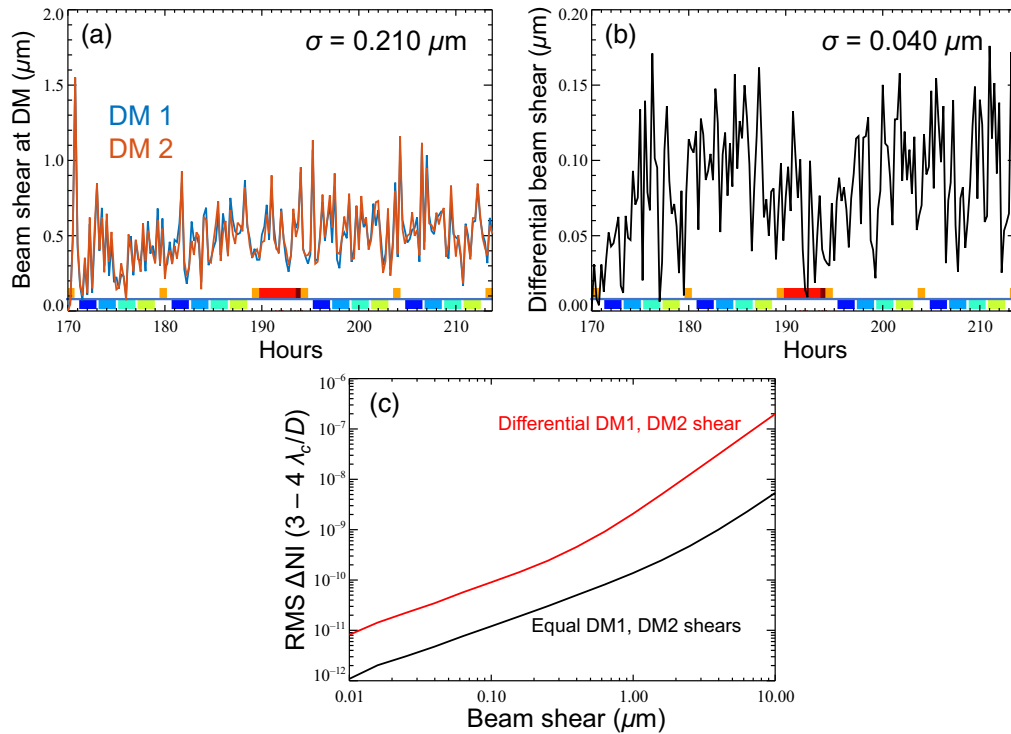 (a)
σ = 0.210 μm
Beam shear at DM (μm)
DM 1
DM 2
2.0
1.5
1.0
0.5
0.0
170 180 190 200 210
Hours
(b)
σ = 0.040 μm
Differential beam shear (μm)
0.20
0.15
0.10
0.05
0.00
170 180 190 200 210
Hours
(c)
RMS ΔNI (3 – 4 λc/D)
Differential DM1, DM2 shear
Equal DM1, DM2 shears
10⁻⁶
10⁻⁷
10⁻⁸
10⁻⁹
10⁻¹⁰
10⁻¹¹
10⁻¹²
0.01 0.10 1.00 10.00
Beam shear (μm)